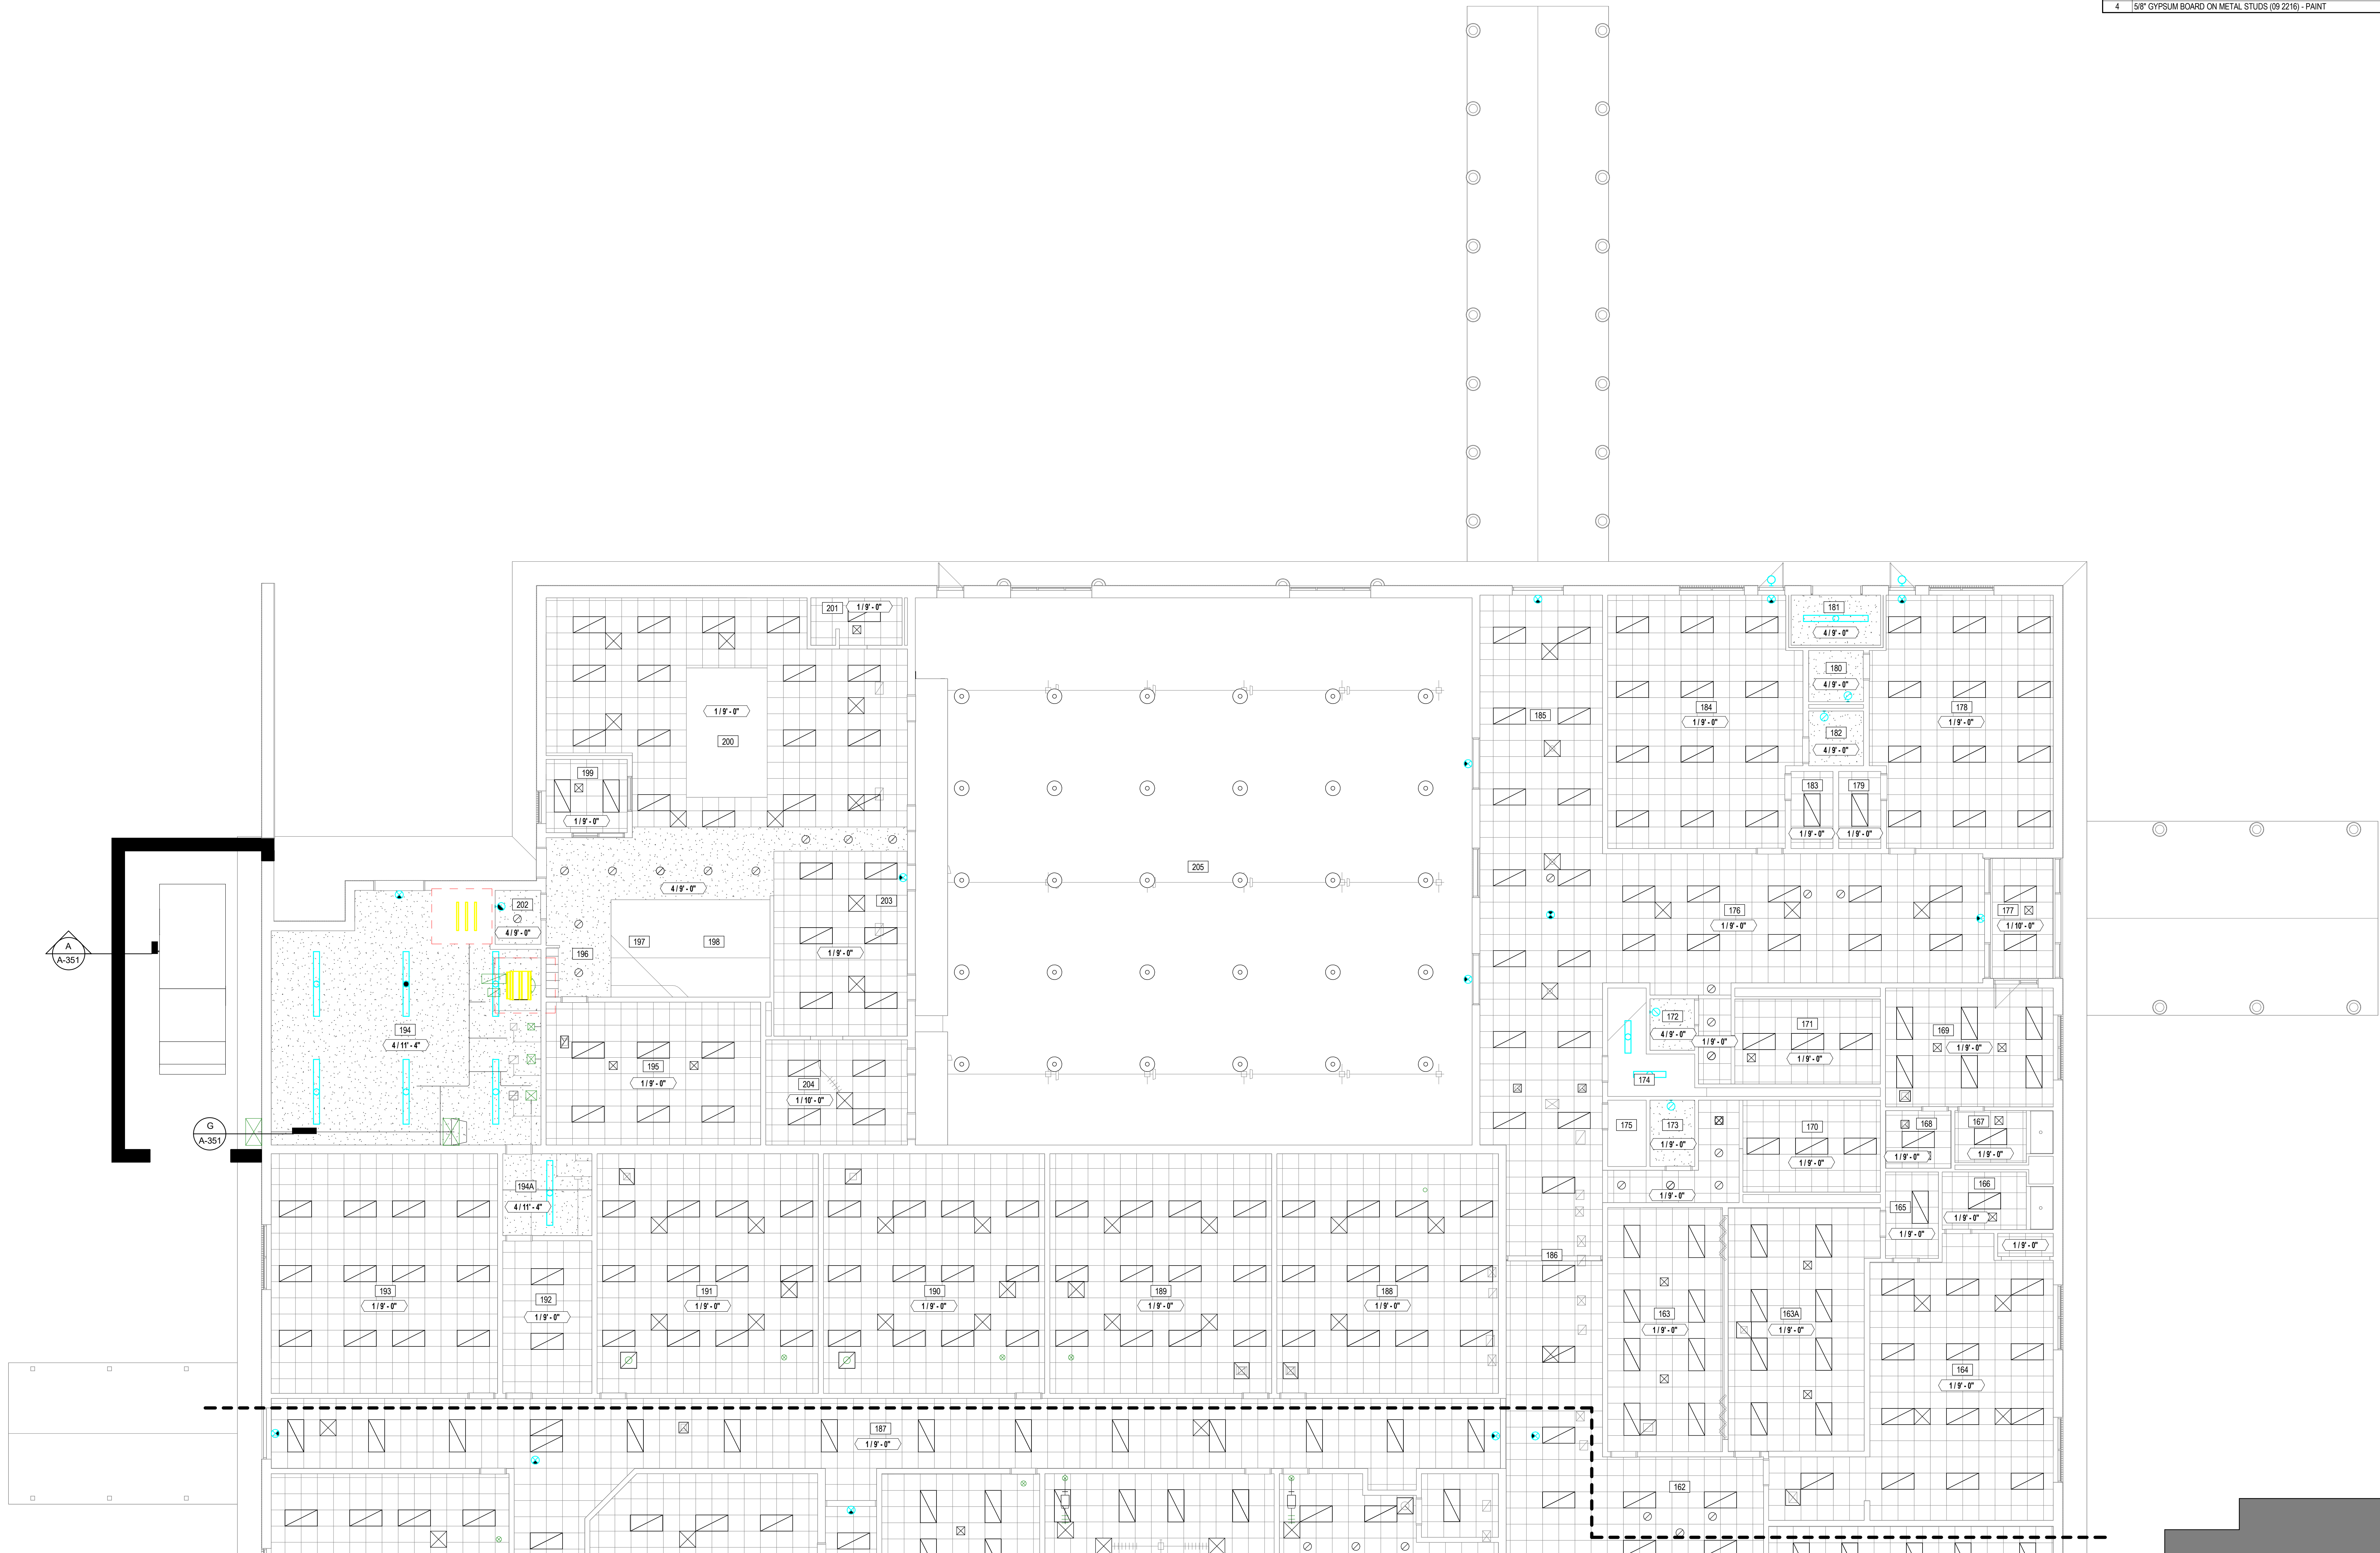 4 5/8" GYPSUM BOARD ON METAL STUDS (09 2216) - PAINT
201 1 / 9' - 0"
181
4 / 9' - 0"
180
4 / 9' - 0"
184
1 / 9' - 0"
178
1 / 9' - 0"
1 / 9' - 0"
200
185
182
4 / 9' - 0"
199
1 / 9' - 0"
183
1 / 9' - 0"
179
1 / 9' - 0"
205
4 / 9' - 0"
203
1 / 9' - 0"
202
4 / 9' - 0"
176
1 / 9' - 0"
177
1 / 10' - 0"
197
198
196
A
A-351
194
4 / 11' - 4"
172
4 / 9' - 0"
1 / 9' - 0"
171
1 / 9' - 0"
169
1 / 9' - 0"
195
1 / 9' - 0"
204
1 / 10' - 0"
174
G
A-351
175
173
1 / 9' - 0"
170
1 / 9' - 0"
168
1 / 9' - 0"
167
1 / 9' - 0"
194A
4 / 11' - 4"
1 / 9' - 0"
166
1 / 9' - 0"
165
1 / 9' - 0"
1 / 9' - 0"
186
193
1 / 9' - 0"
192
1 / 9' - 0"
191
1 / 9' - 0"
190
1 / 9' - 0"
189
1 / 9' - 0"
188
1 / 9' - 0"
163
1 / 9' - 0"
163A
1 / 9' - 0"
164
1 / 9' - 0"
187
1 / 9' - 0"
162